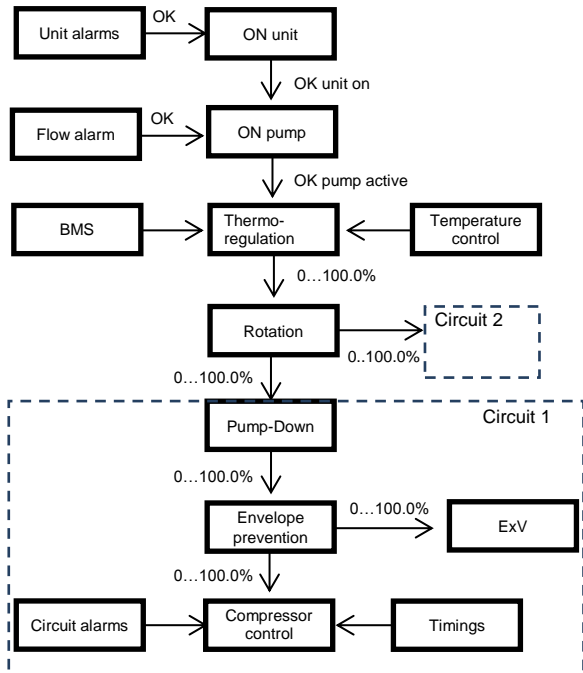 Unit alarms
OK
ON unit
OK unit on
Flow alarm
OK
ON pump
OK pump active
BMS
Thermo-
regulation
Temperature
control
0…100.0%
Rotation
0..100.0%
Circuit 2
0…100.0%
Circuit 1
Pump-Down
0…100.0%
Envelope
prevention
0…100.0%
ExV
0…100.0%
Circuit alarms
Compressor
control
Timings